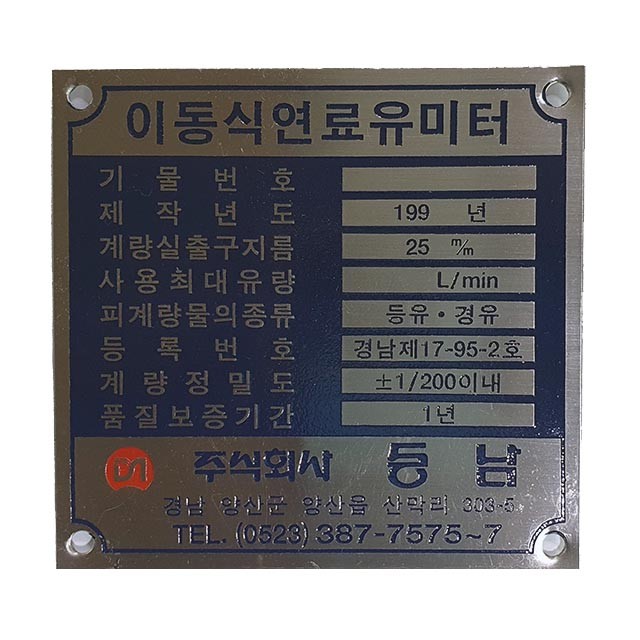 이동식연료유미터
기물번호
제작년도 199 년
계량실출구지름 25 m/m
사용최대유량 L/min
피계량물의종류 등유·경유
등록번호 경남제17-95-2호
계량정밀도 ±1/200이내
품질보증기간 1년
DN 주식회사 동남
경남 양산군 양산읍 산막리 303-5
TEL. (0523) 387-7575~7